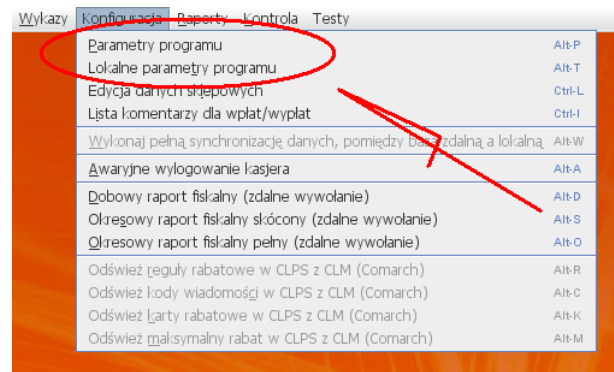 Wykazy Konfiguracja Raporty Kontrola Testy
Parametry programu Alt-P
Lokalne parametry programu Alt-T
Edycja danych sklepowych Ctrl-L
Lista komentarzy dla wpłat/wypłat Ctrl-I
Wykonaj pełną synchronizację danych, pomiędzy bazą zdalną a lokalną Alt-W
Awaryjne wylogowanie kasjera Alt-A
Dobowy raport fiskalny (zdalne wywołanie) Alt-D
Okresowy raport fiskalny skócony (zdalne wywołanie) Alt-S
Okresowy raport fiskalny pełny (zdalne wywołanie) Alt-O
Odśwież reguły rabatowe w CLPS z CLM (Comarch) Alt-R
Odśwież kody wiadomości w CLPS z CLM (Comarch) Alt-C
Odśwież karty rabatowe w CLPS z CLM (Comarch) Alt-K
Odśwież maksymalny rabat w CLPS z CLM (Comarch) Alt-M